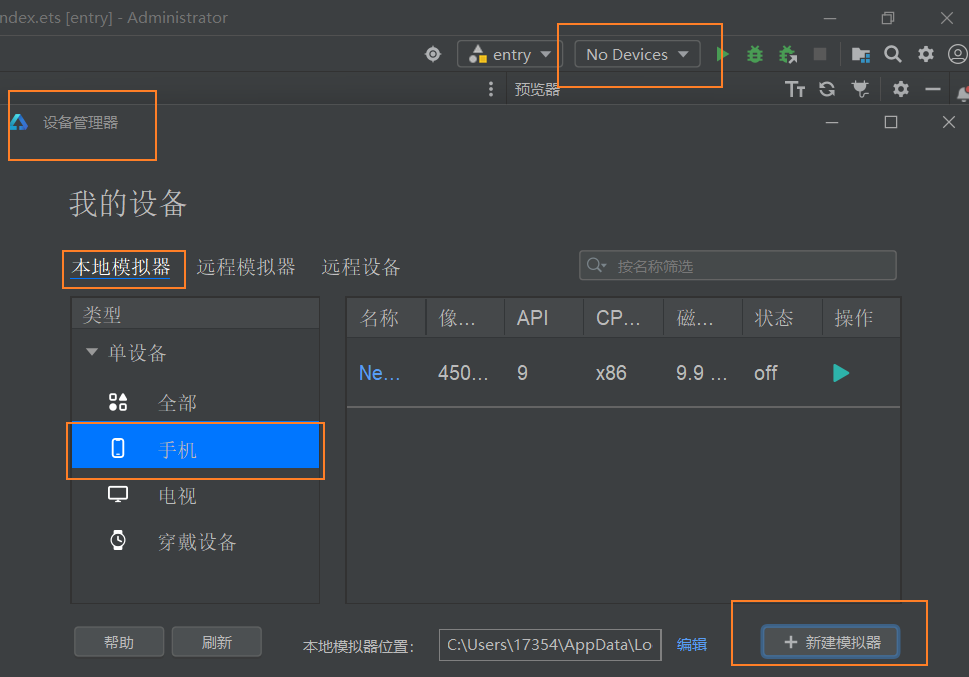 ndex.ets [entry] - Administrator
entry
No Devices
预览器
设备管理器
我的设备
本地模拟器 远程模拟器 远程设备
按名称筛选
类型
单设备
全部
手机
电视
穿戴设备
名称 像... API CP... 磁... 状态 操作
Ne... 450... 9 x86 9.9 ... off
帮助 刷新 本地模拟器位置: C:\Users\17354\AppData\Lo 编辑 + 新建模拟器